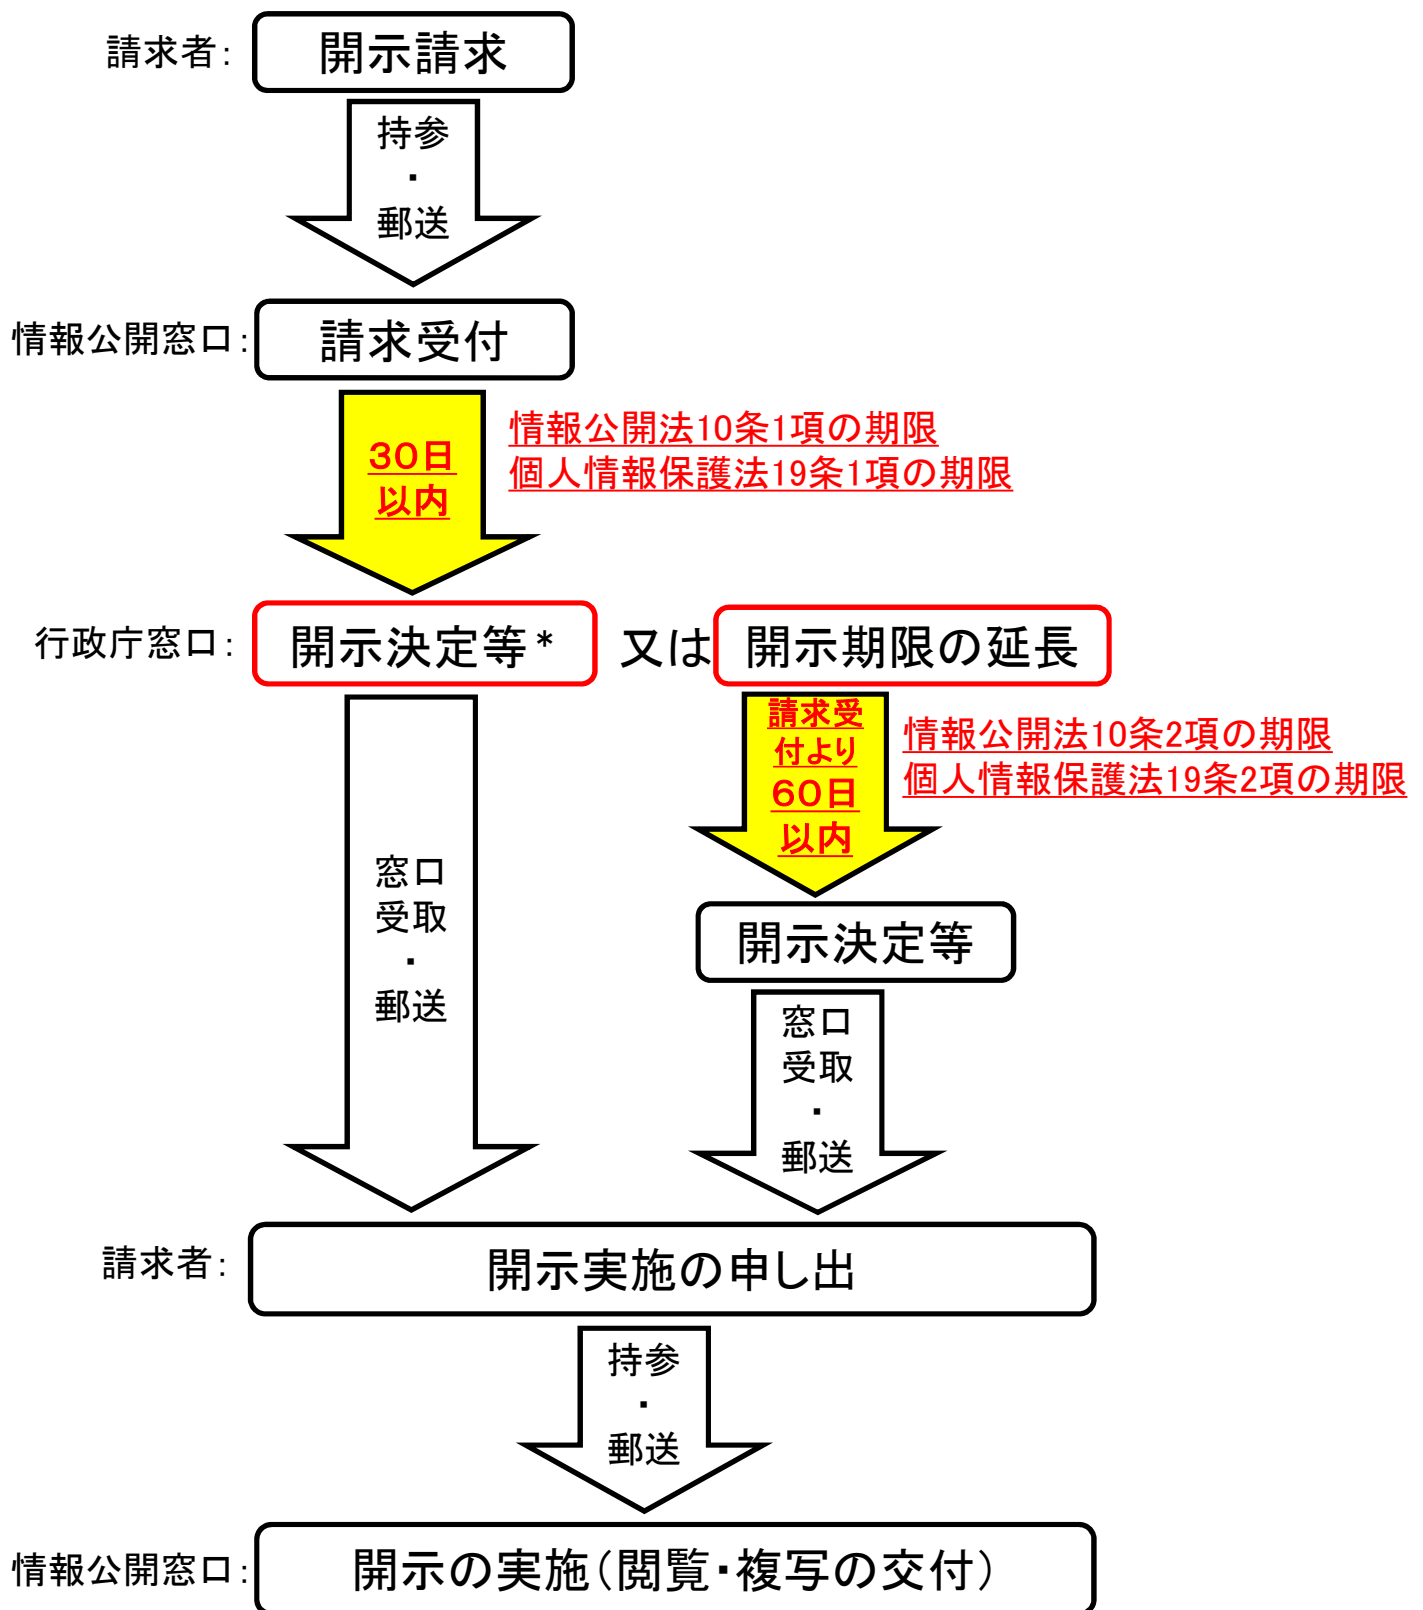 請求者：
開示請求
持参
・
郵送
情報公開窓口：
請求受付
３０日
以内
情報公開法10条1項の期限
個人情報保護法19条1項の期限
行政庁窓口：
開示決定等*
又は
開示期限の延長
請求受
付より
６０日
以内
情報公開法10条2項の期限
個人情報保護法19条2項の期限
窓口
受取
・
郵送
開示決定等
窓口
受取
・
郵送
請求者：
開示実施の申し出
持参
・
郵送
情報公開窓口：
開示の実施（閲覧・複写の交付）